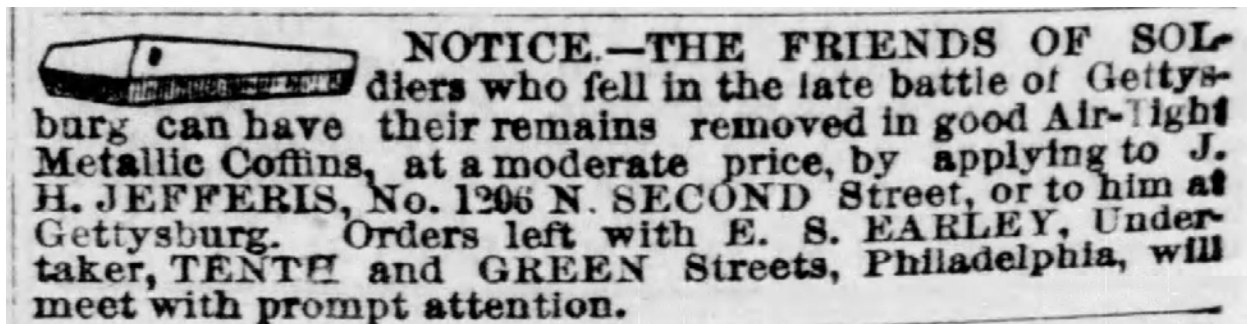 NOTICE.—THE FRIENDS OF SOL-
diers who fell in the late battle of Gettys-
burg can have their remains removed in good Air-Tight
Metallic Coffins, at a moderate price, by applying to J.
H. JEFFERIS, No. 1206 N. SECOND Street, or to him at
Gettysburg. Orders left with E. S. EARLEY, Under-
taker, TENTH and GREEN Streets, Philadelphia, will
meet with prompt attention.